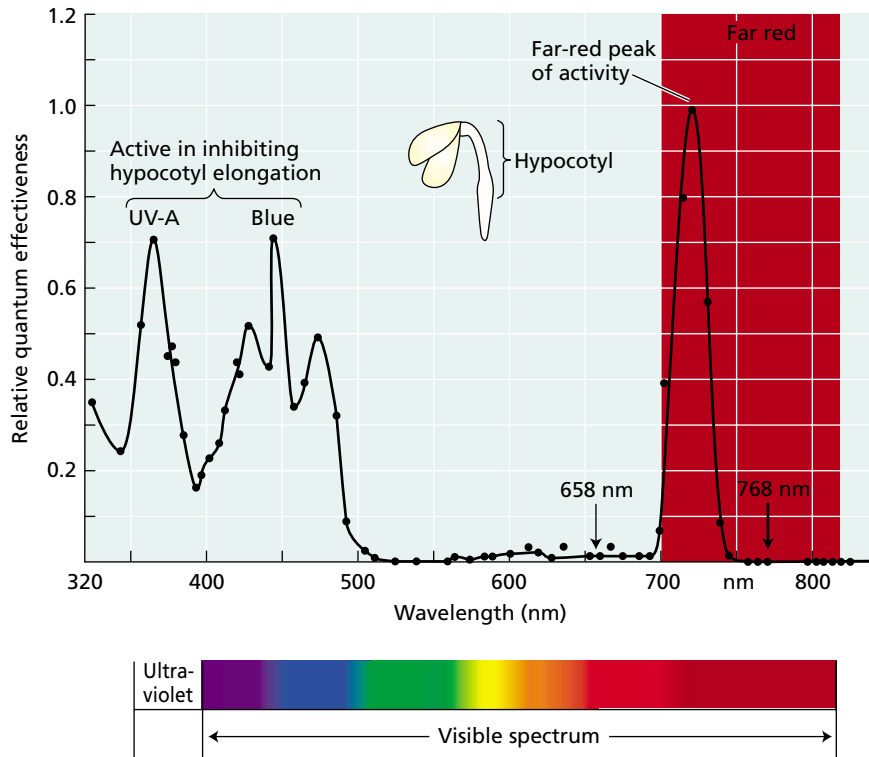 1.2
1.0
0.8
0.6
0.4
0.2
Relative quantum effectiveness
Far red
Far-red peak
of activity
Active in inhibiting
hypocotyl elongation
UV-A
Blue
Hypocotyl
658 nm
768 nm
320
400
500
600
700
nm
800
Wavelength (nm)
Ultra-
violet
Visible spectrum